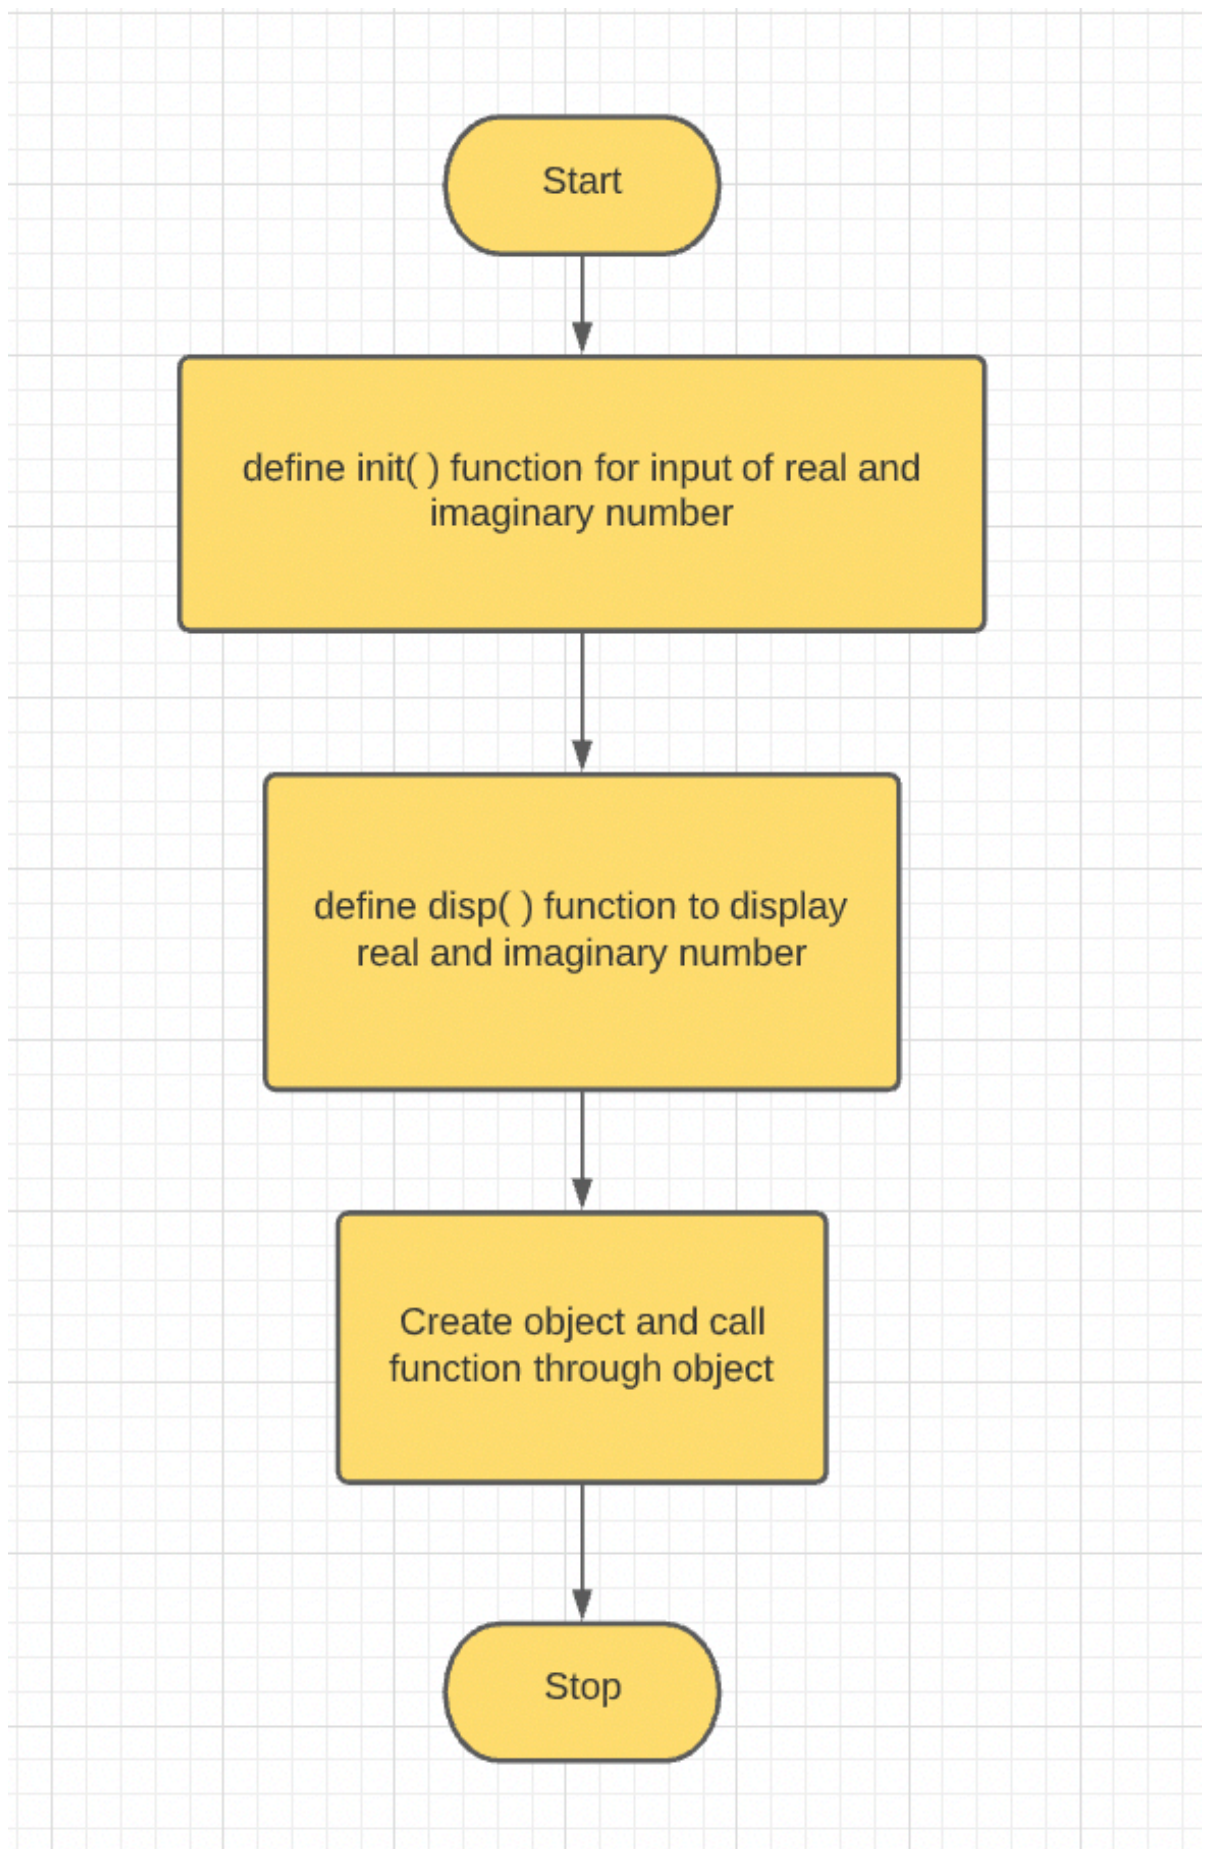 Start
define init( ) function for input of real and
imaginary number
define disp( ) function to display
real and imaginary number
Create object and call
function through object
Stop